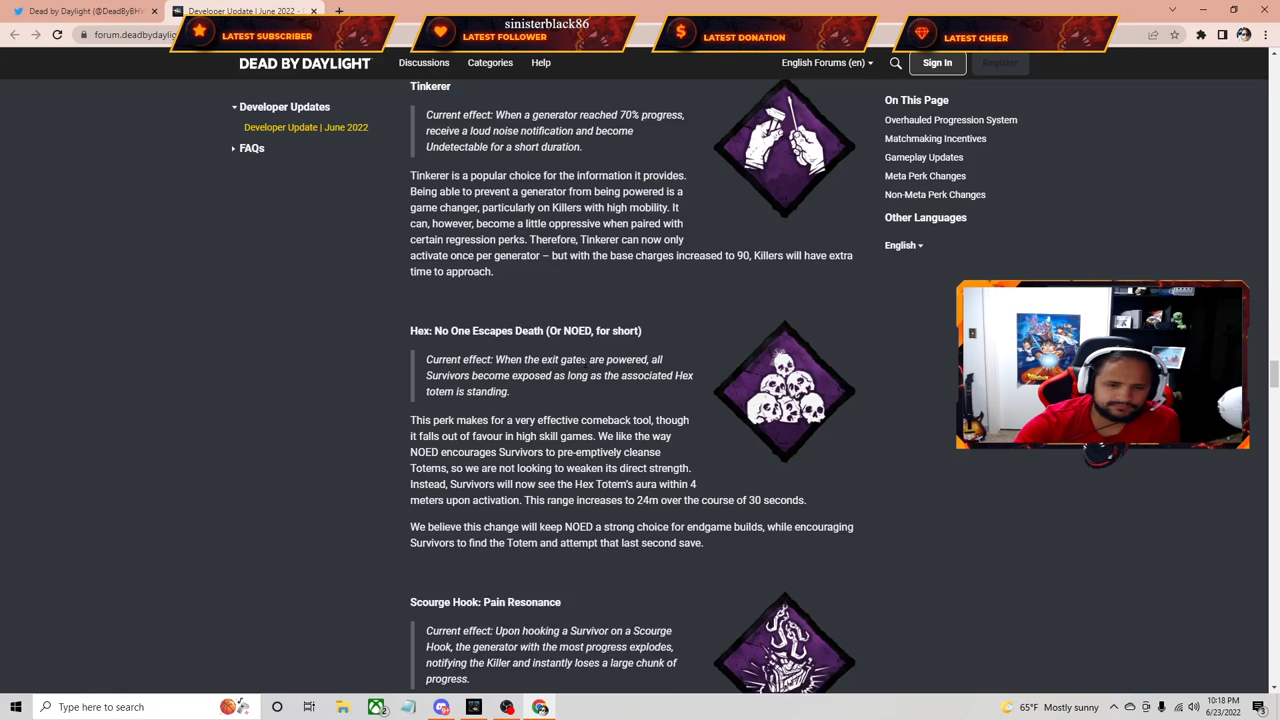 Dead by Daylight (@DeadByBHVR
Developer Update | June 2022 -
forum.deadbydaylight
sinisterblack86
LATEST SUBSCRIBER
LATEST FOLLOWER
LATEST DONATION
LATEST CHEER
DEAD BY DAYLIGHT
Discussions
Categories
Help
English Forums (en)
Sign In
Register
Developer Updates
Developer Update | June 2022
FAQs
Tinkerer
Current effect: When a generator reached 70% progress,
receive a loud noise notification and become
Undetectable for a short duration.
Tinkerer is a popular choice for the information it provides.
Being able to prevent a generator from being powered is a
game changer, particularly on Killers with high mobility. It
can, however, become a little oppressive when paired with
certain regression perks. Therefore, Tinkerer can now only
activate once per generator – but with the base charges increased to 90, Killers will have extra
time to approach.
Hex: No One Escapes Death (Or NOED, for short)
Current effect: When the exit gates are powered, all
Survivors become exposed as long as the associated Hex
totem is standing.
This perk makes for a very effective comeback tool, though
it falls out of favour in high skill games. We like the way
NOED encourages Survivors to pre-emptively cleanse
Totems, so we are not looking to weaken its direct strength.
Instead, Survivors will now see the Hex Totem's aura within 4
meters upon activation. This range increases to 24m over the course of 30 seconds.
We believe this change will keep NOED a strong choice for endgame builds, while encouraging
Survivors to find the Totem and attempt that last second save.
Scourge Hook: Pain Resonance
Current effect: Upon hooking a Survivor on a Scourge
Hook, the generator with the most progress explodes,
notifying the Killer and instantly loses a large chunk of
progress.
On This Page
Overhauled Progression System
Matchmaking Incentives
Gameplay Updates
Meta Perk Changes
Non-Meta Perk Changes
Other Languages
English
Type here to search
65°F Mostly sunny
10:18 PM
6/23/2022